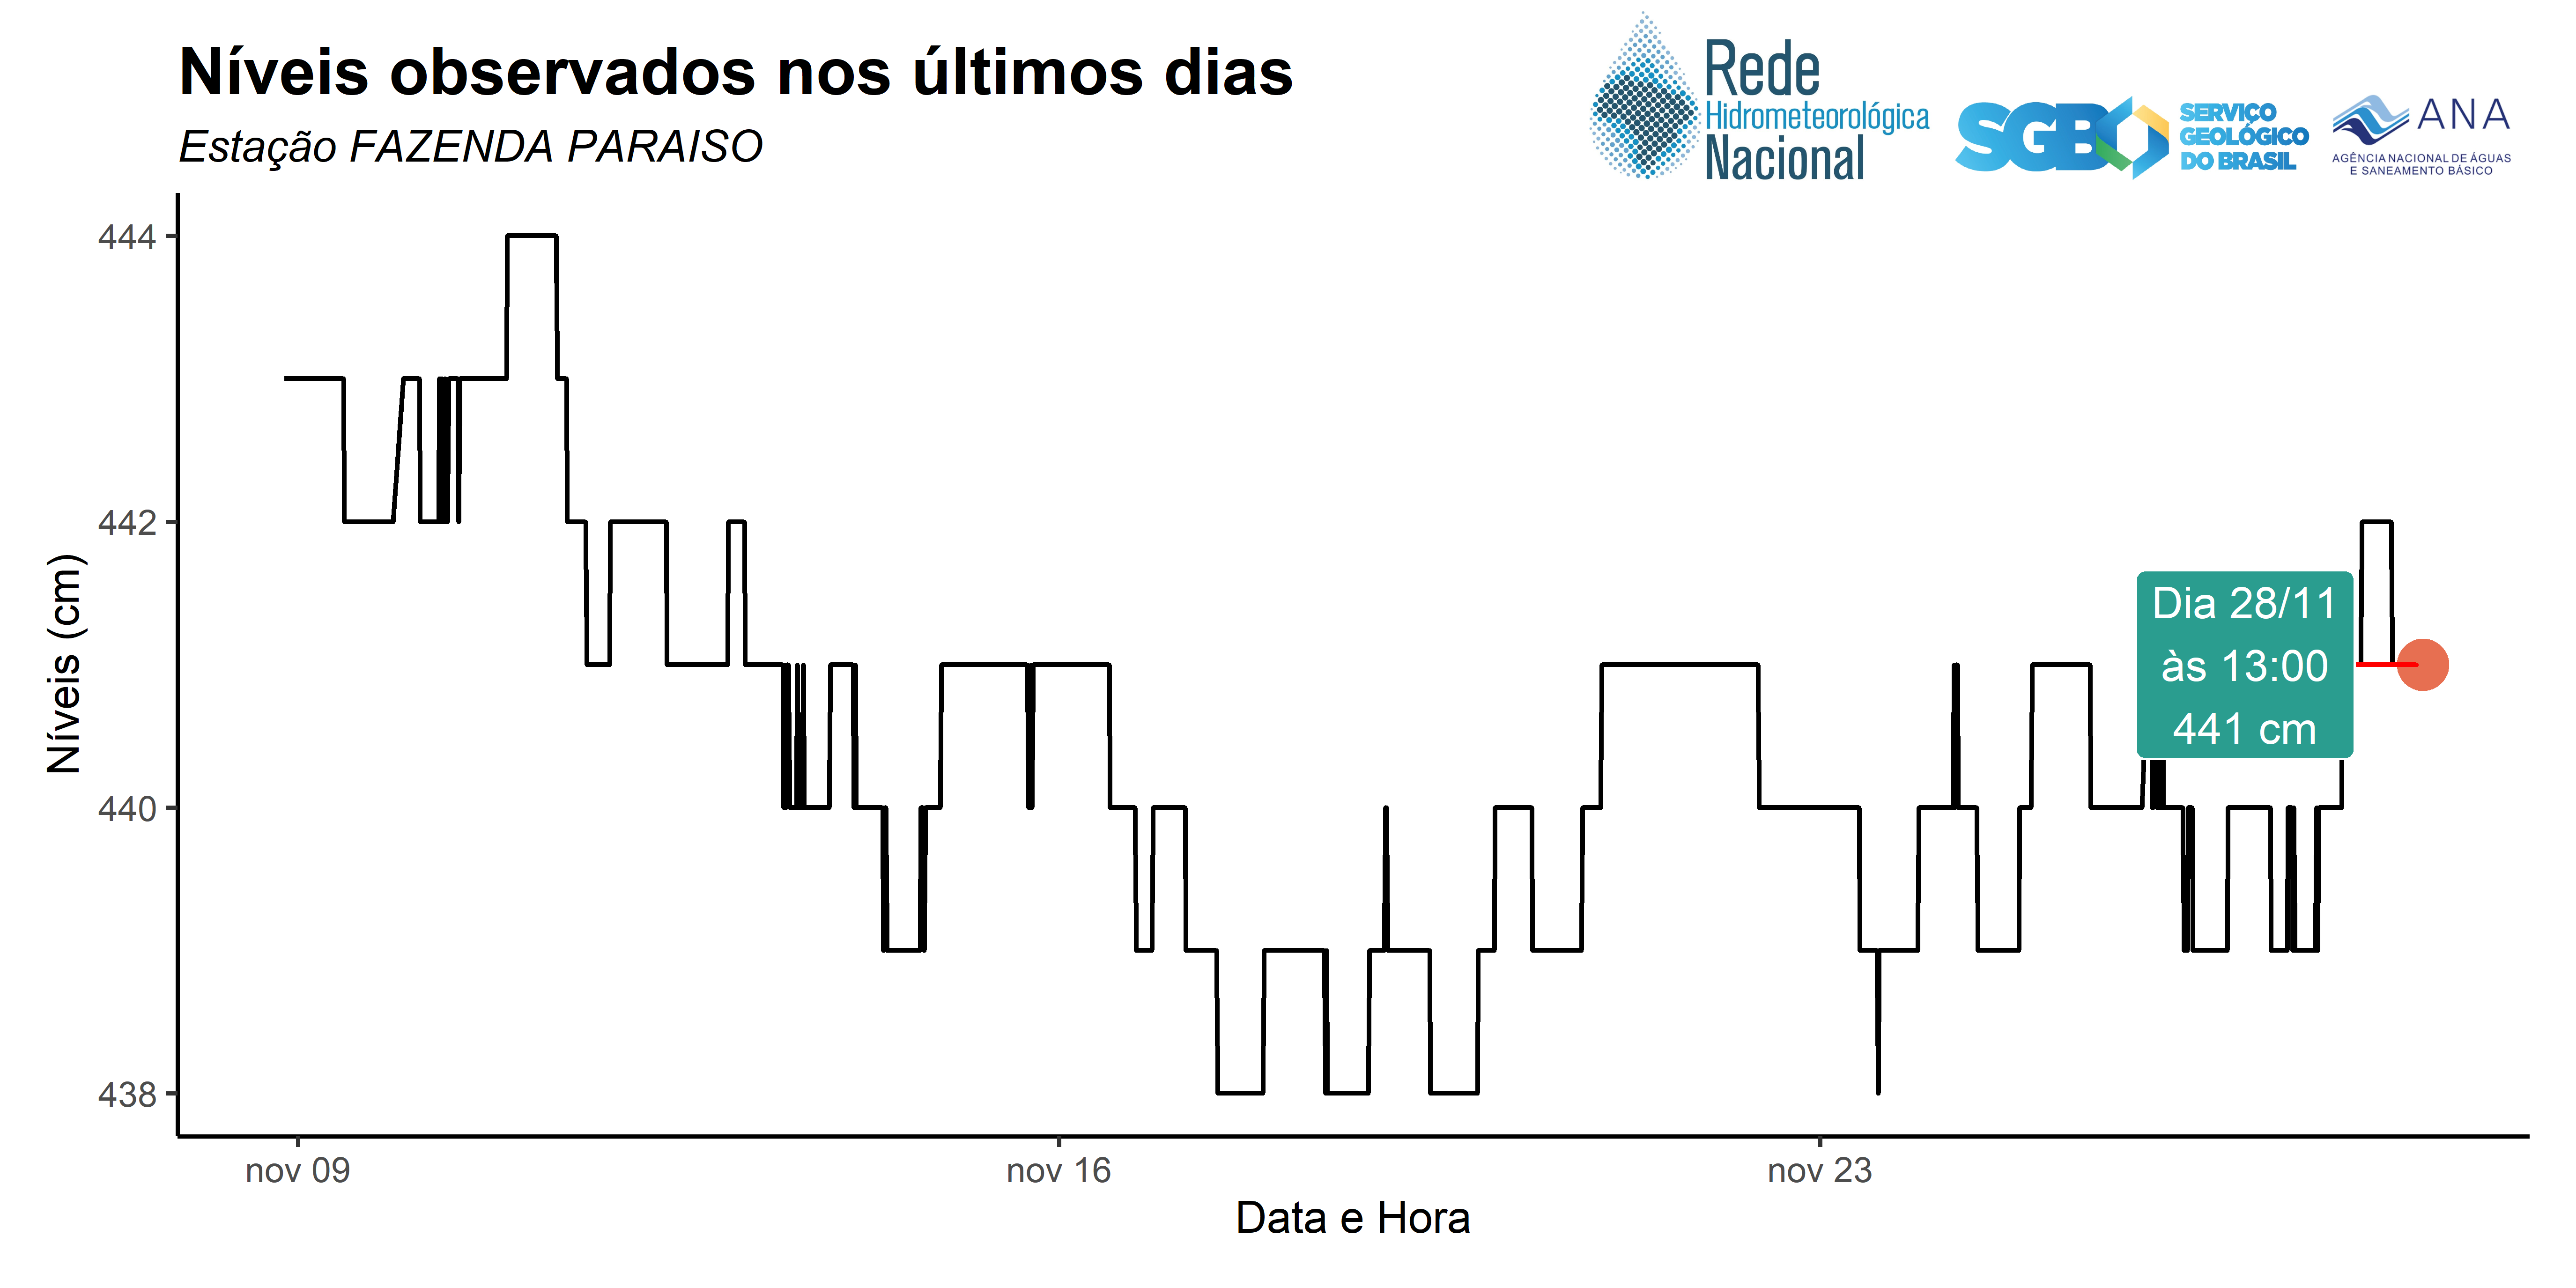 Níveis observados nos últimos dias
Estação FAZENDA PARAISO
Rede
Hidrometeorológica
Nacional
SGB
SERVIÇO
GEOLÓGICO
DO BRASIL
ANA
AGÊNCIA NACIONAL DE ÁGUAS
E SANEAMENTO BÁSICO
Níveis (cm)
444
442
440
438
Dia 28/11
às 13:00
441 cm
nov 09
nov 16
nov 23
Data e Hora